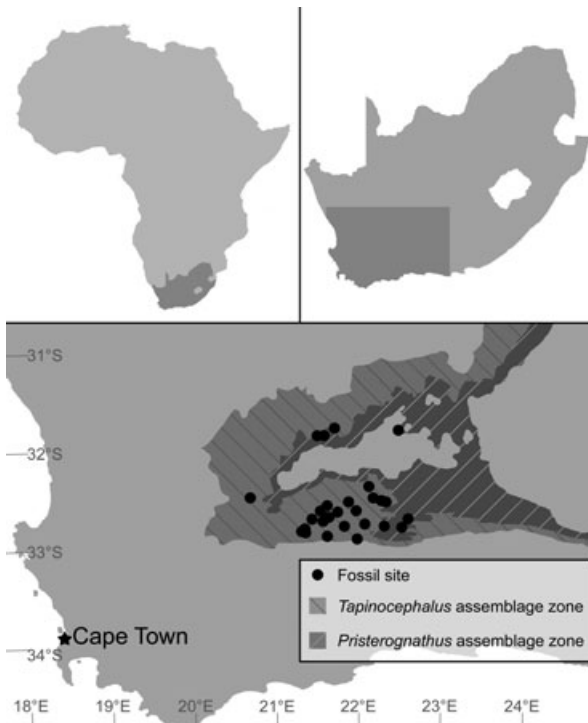 31°S
32°S
33°S
Fossil site
Tapinocephalus assemblage zone
Pristerognathus assemblage zone
Cape Town
34°S
18°E 19°E 20°E 21°E 22°E 23°E 24°E